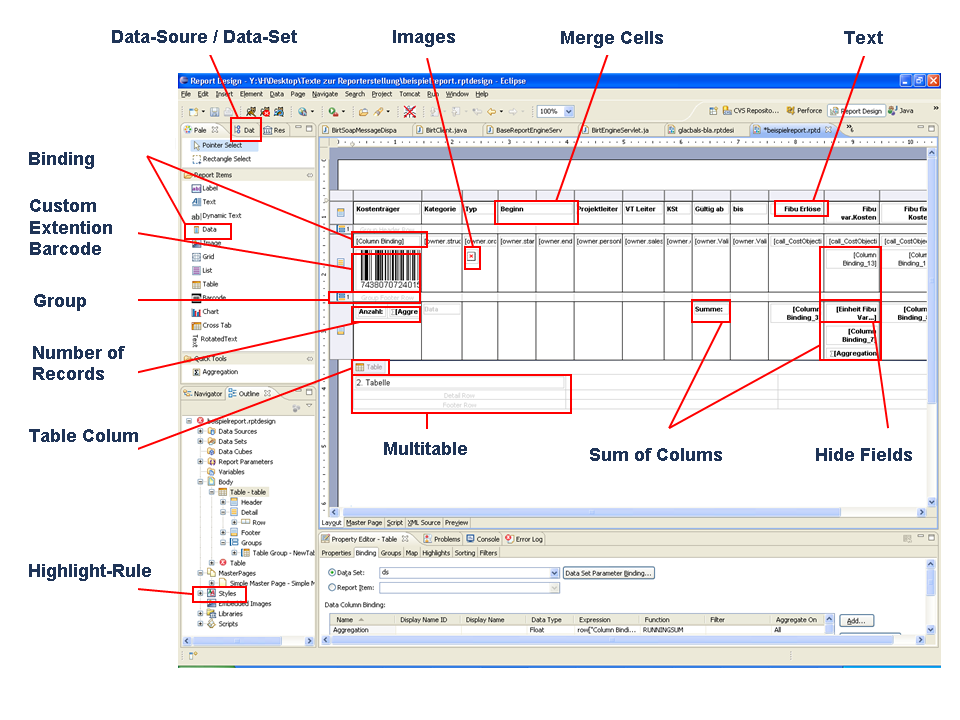 Data-Soure / Data-Set
Images
Merge Cells
Text
Binding
Custom
Extention
Barcode
Group
Number of
Records
Table Colum
Highlight-Rule
Multitable
Sum of Colums
Hide Fields
Report Design - Y:\H\Desktop\Texte zur Reporterstellung\beispielreport.rptdesign - Eclipse
File Edit Insert Element Data Page Navigate Search Project Tomcat Run Window Help
100%
CVS Reposito... Perforce Report Design Java
Pale Dat Res
BirtSoapMessageDispa BirtClient.java BaseReportEngineServ BirtEngineServlet.ja glacbals-bla.rptdesi *beispielreport.rptd
Pointer Select
Rectangle Select
Report Items
Label
Text
Dynamic Text
Data
Image
Grid
List
Table
Barcode
Chart
Cross Tab
RotatedText
Quick Tools
Aggregation
Kostenträger Kategorie Typ Beginn Projektleiter VT Leiter KSt Gültig ab bis Fibu Erlöse Fibu var.Kosten Fibu fix Koste
Group Header Row
[Column Binding] [owner.struc [owner.orc [owner.star [owner.end [owner.personl [owner.sales [owner.Vali [owner.Vali [call_CostObjecti [call_CostObjecti [call_CostObjecti
7438070724015
[Column Binding_13]
[Column Binding_1
Group Footer Row
Anzahl: [Aggre Data Summe: [Column Binding_3 [Einheit Fibu Var...] [Column
[Column Binding_7]
[Aggregation
Table
2. Tabelle
Detail Row
Footer Row
Navigator Outline
beispielreport.rptdesign
Data Sources
Data Sets
Data Cubes
Report Parameters
Variables
Body
Table - table
Header
Detail
Row
Footer
Groups
Table Group - NewTab
Table
MasterPages
Simple Master Page - Simple M
Styles
Embedded Images
Libraries
Scripts
Layout Master Page Script XML Source Preview
Property Editor - Table Problems Console Error Log
Properties Binding Groups Map Highlights Sorting Filters
Data Set: ds Data Set Parameter Binding...
Report Item:
Data Column Binding:
Name Display Name ID Display Name Data Type Expression Function Filter Aggregate On Add...
Aggregation Float row["Column Bindi... RUNNINGSUM All